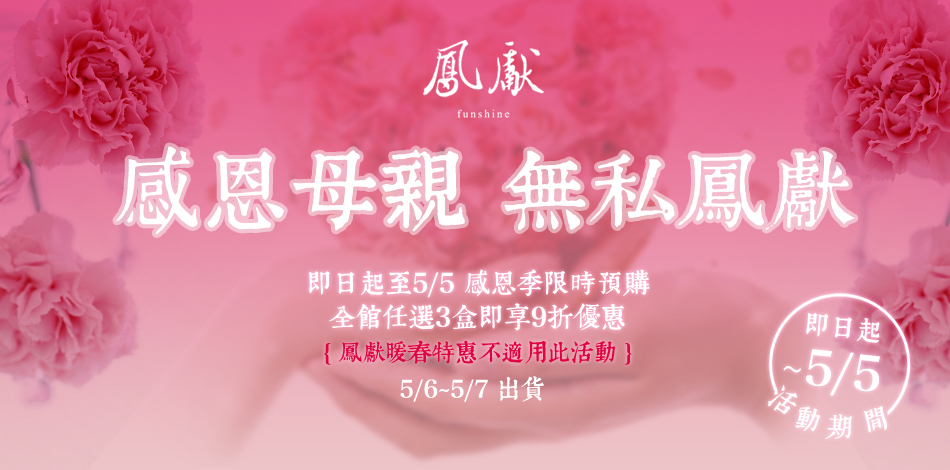 鳳獻
funshine
感恩母親 無私鳳獻
即日起至5/5 感恩季限時預購
全館任選3盒即享9折優惠
{ 鳳獻暖春特惠不適用此活動 }
5/6~5/7 出貨
即日起
~5/5
活動期間